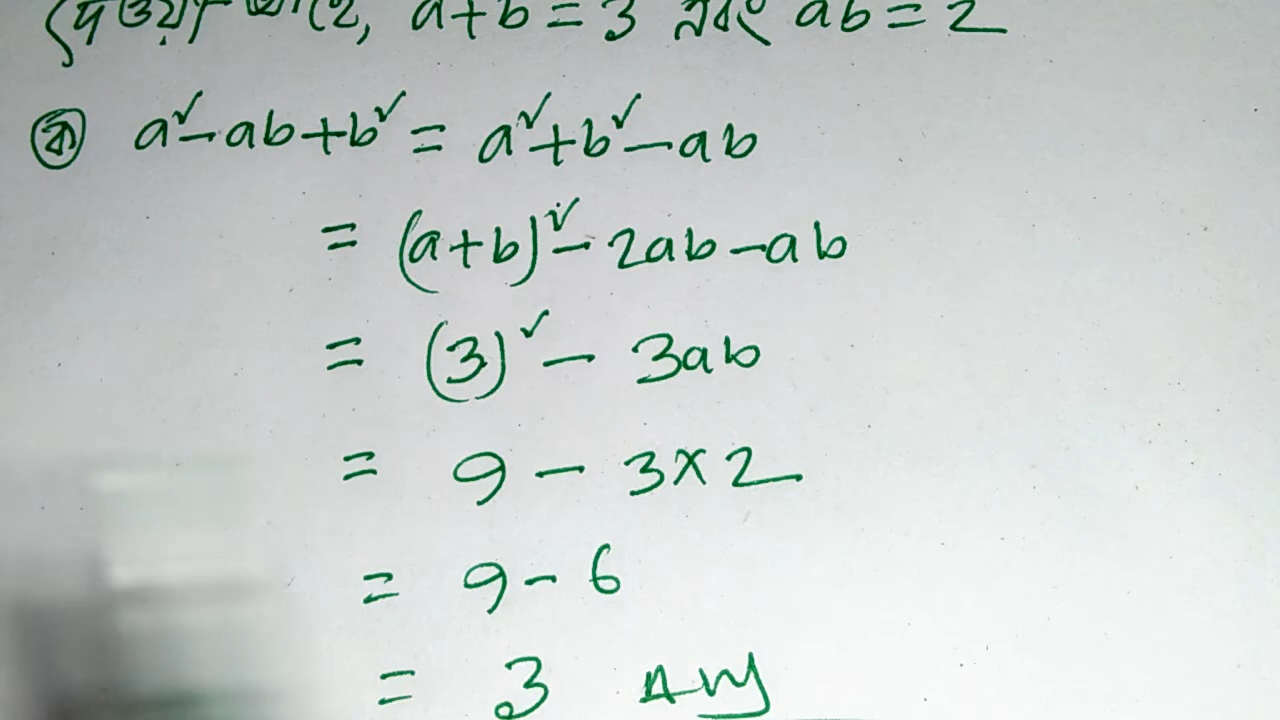 দেওয়া আছে, a+b=3 এবং ab=2
ক a²-ab+b² = a²+b²-ab
= (a+b)²-2ab-ab
= (3)² - 3ab
= 9 - 3×2
= 9-6
= 3 Ans